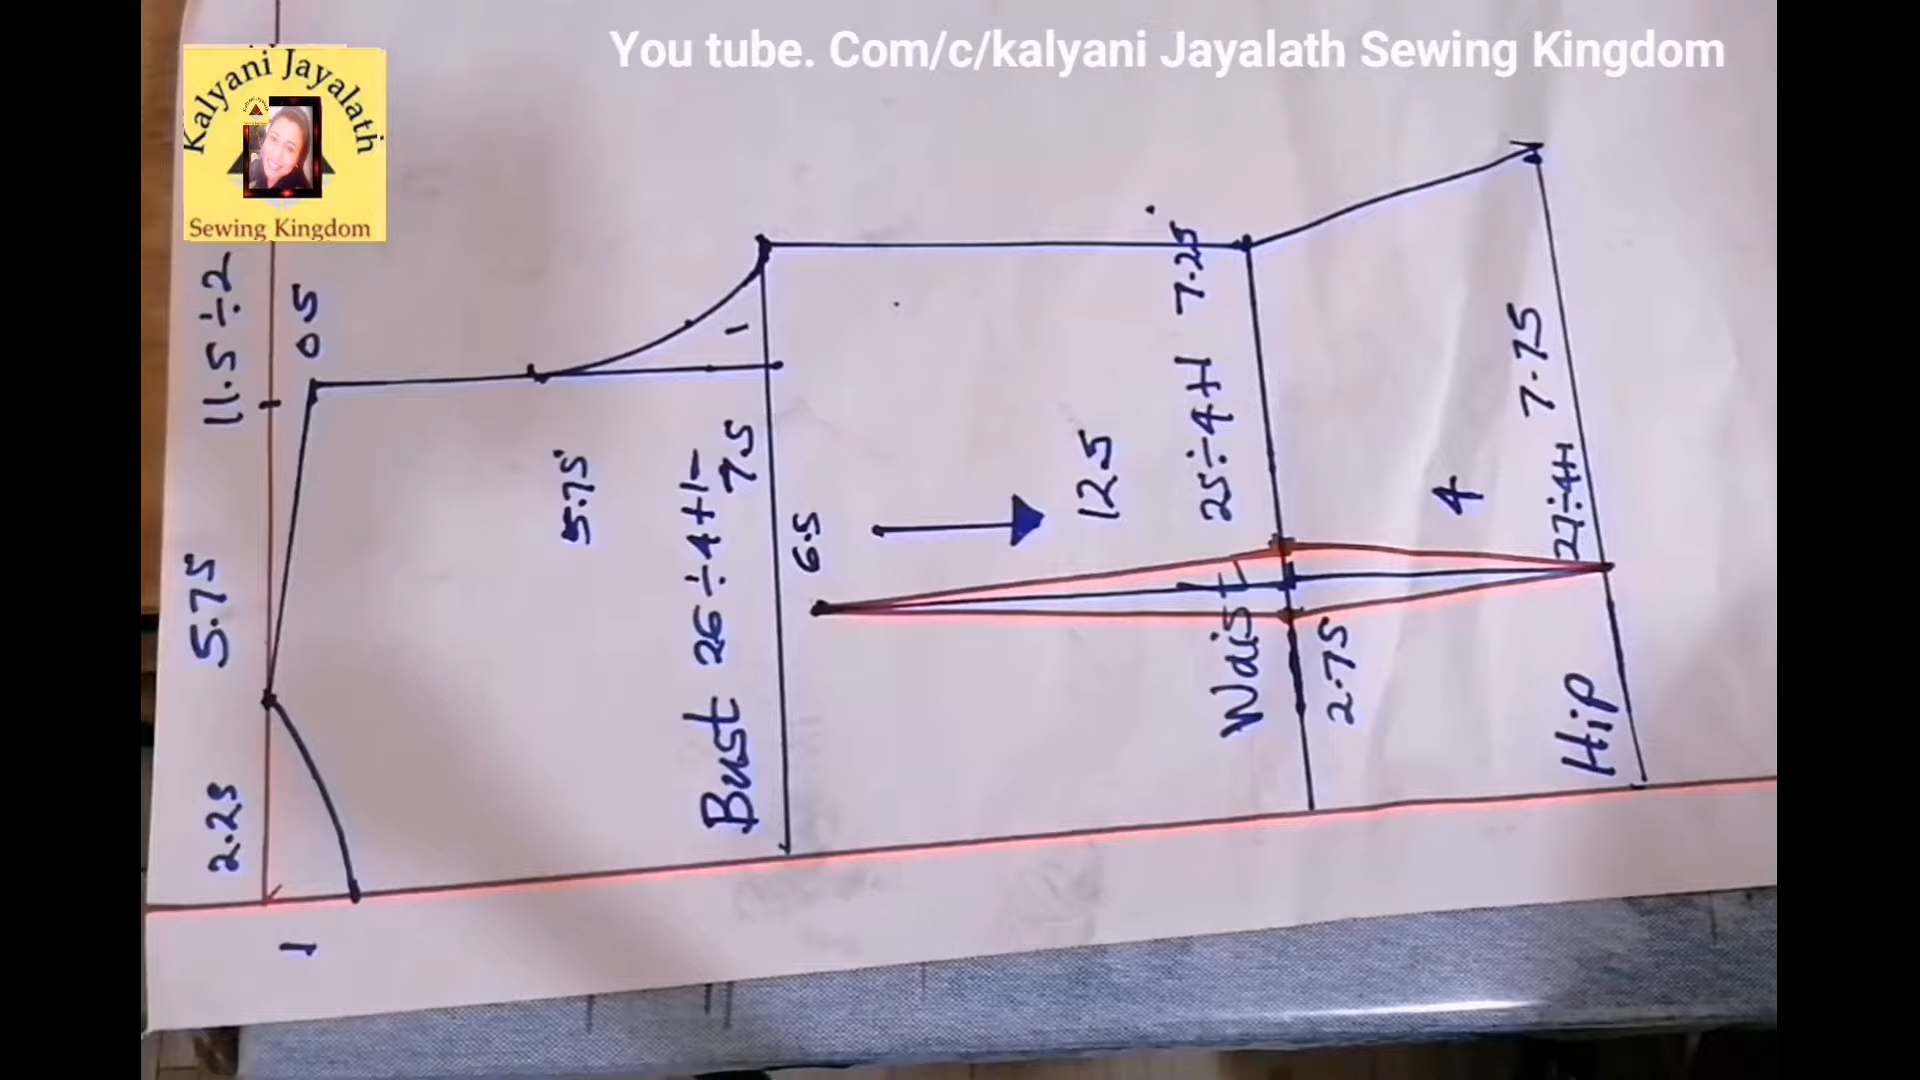 You tube. Com/c/kalyani Jayalath Sewing Kingdom
Kalyani Jayalath
Sewing Kingdom
11.5÷2
5.75
2.25
0.5
1
5.75
1
Bust 26÷4+1-
7.5
6.5
12.5
25÷4+1 7.25
Waist
2.75
4
7.75
27÷4+1
Hip